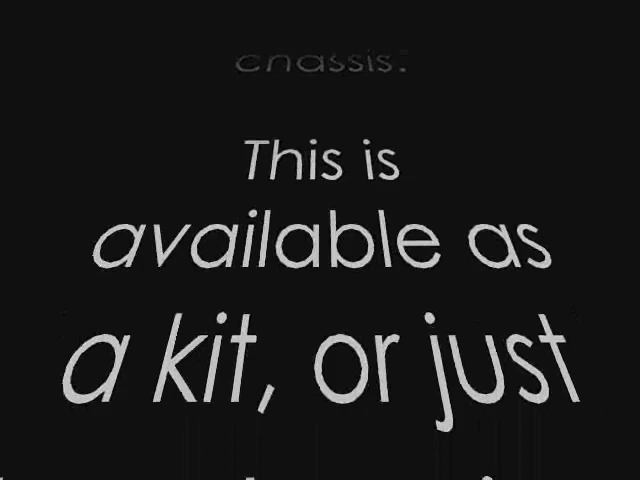 chassis.
This is
available as
a kit, or just